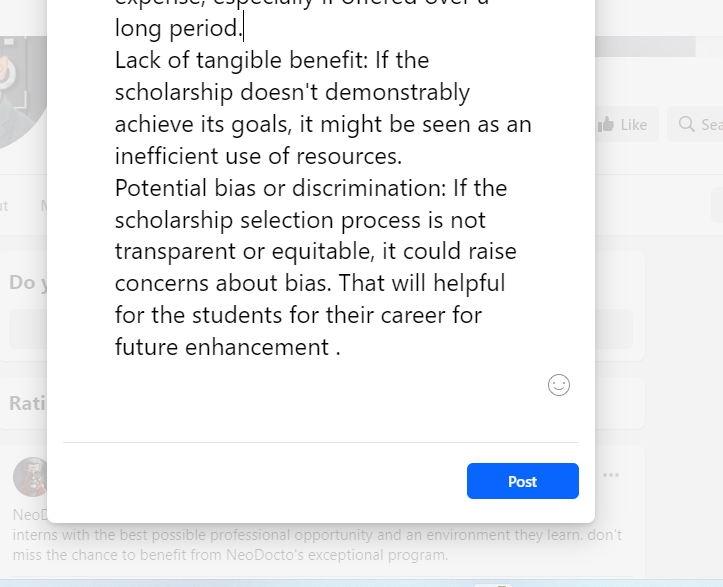 long period.
Lack of tangible benefit: If the
scholarship doesn't demonstrably
achieve its goals, it might be seen as an
inefficient use of resources.
Potential bias or discrimination: If the
scholarship selection process is not
transparent or equitable, it could raise
concerns about bias. That will helpful
for the students for their career for
future enhancement .
Like
Do
Post
interns with the best possible professional opportunity and an environment they learn. don't
miss the chance to benefit from NeoDocto's exceptional program.